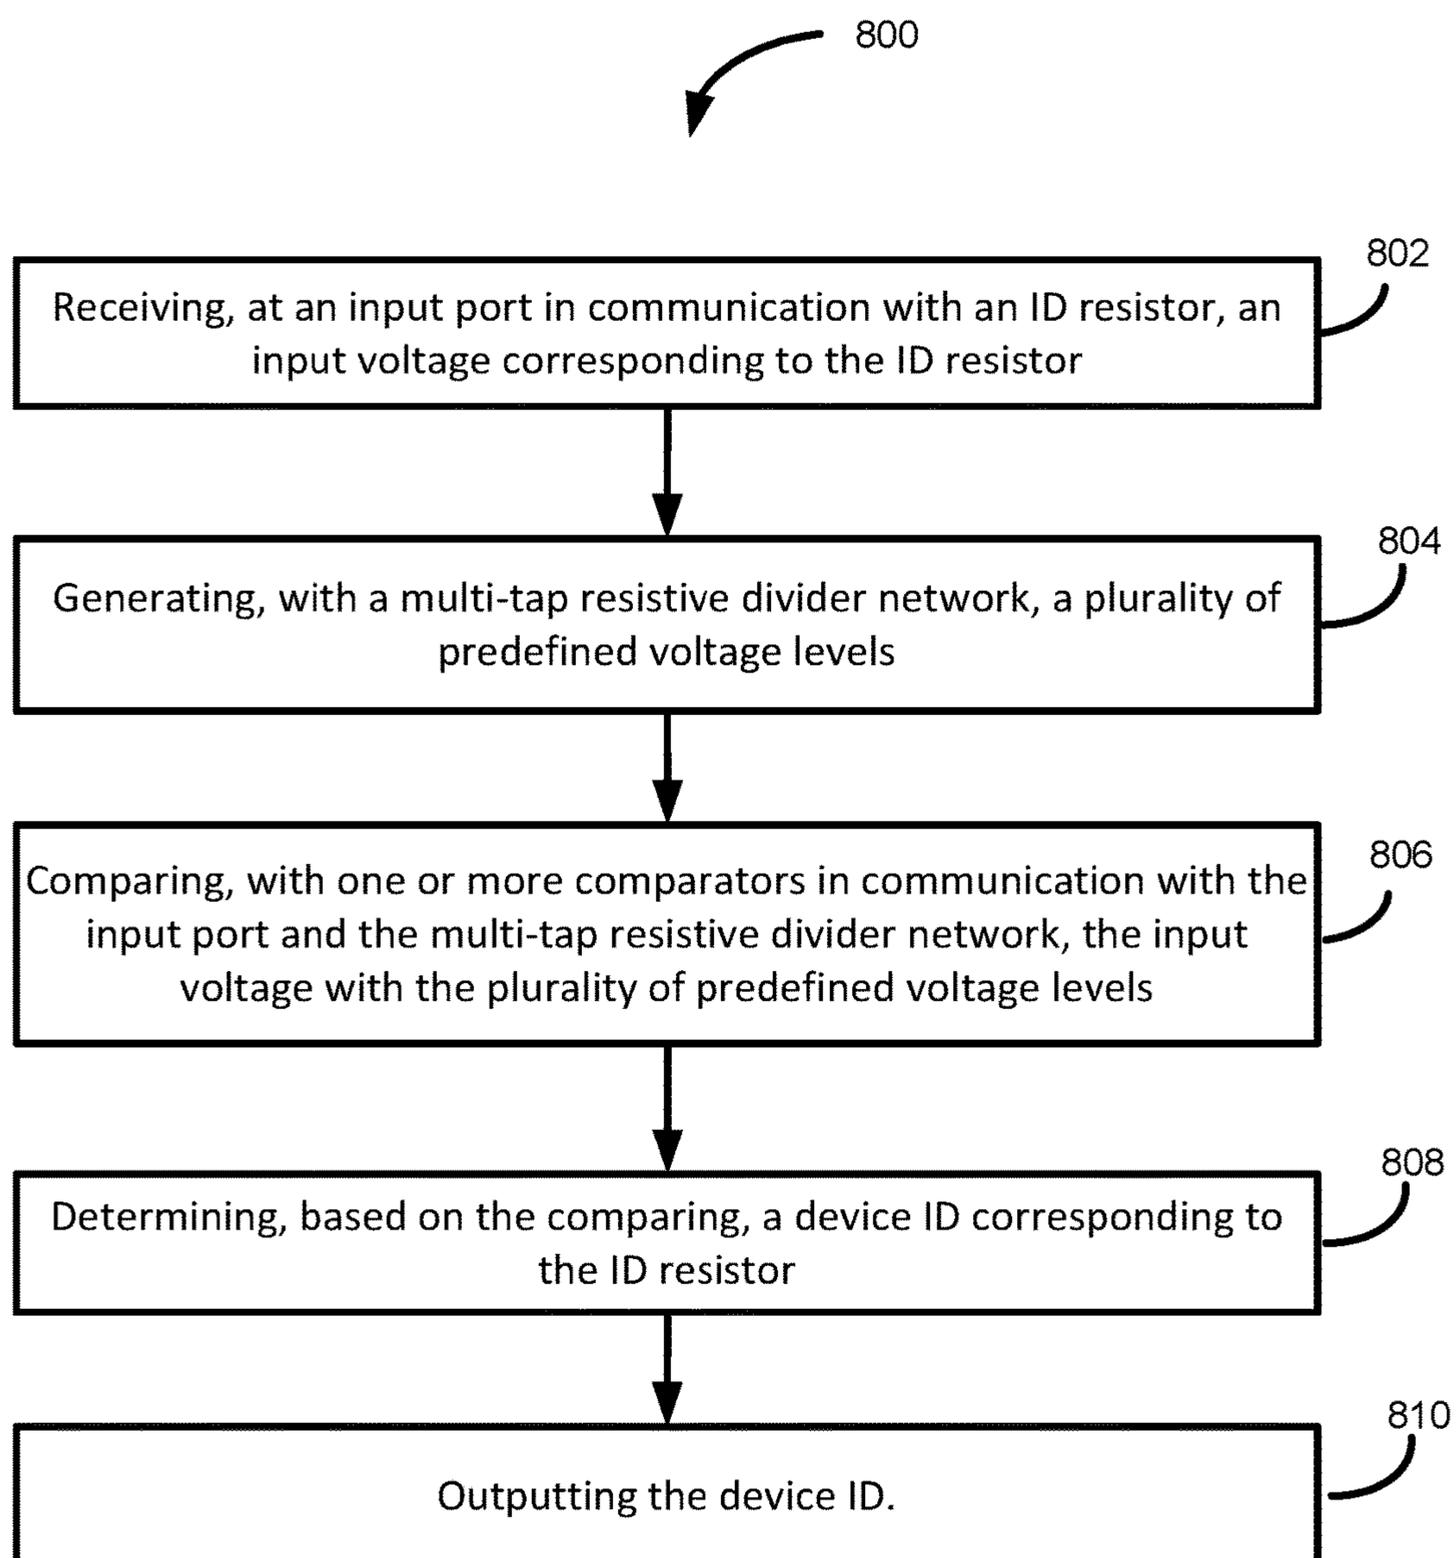 800
802
Receiving, at an input port in communication with an ID resistor, an
input voltage corresponding to the ID resistor
804
Generating, with a multi-tap resistive divider network, a plurality of
predefined voltage levels
806
Comparing, with one or more comparators in communication with the
input port and the multi-tap resistive divider network, the input
voltage with the plurality of predefined voltage levels
808
Determining, based on the comparing, a device ID corresponding to
the ID resistor
810
Outputting the device ID.